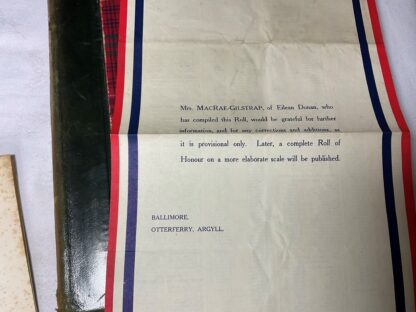 Mrs. MACRAE-GILSTRAP, of Eilean Donan, who
has compiled this Roll, would be grateful for further
information, and for any corrections and additions, as
it is provisional only. Later, a complete Roll of
Honour on a more elaborate scale will be published.
BALLIMORE,
OTTERFERRY, ARGYLL.